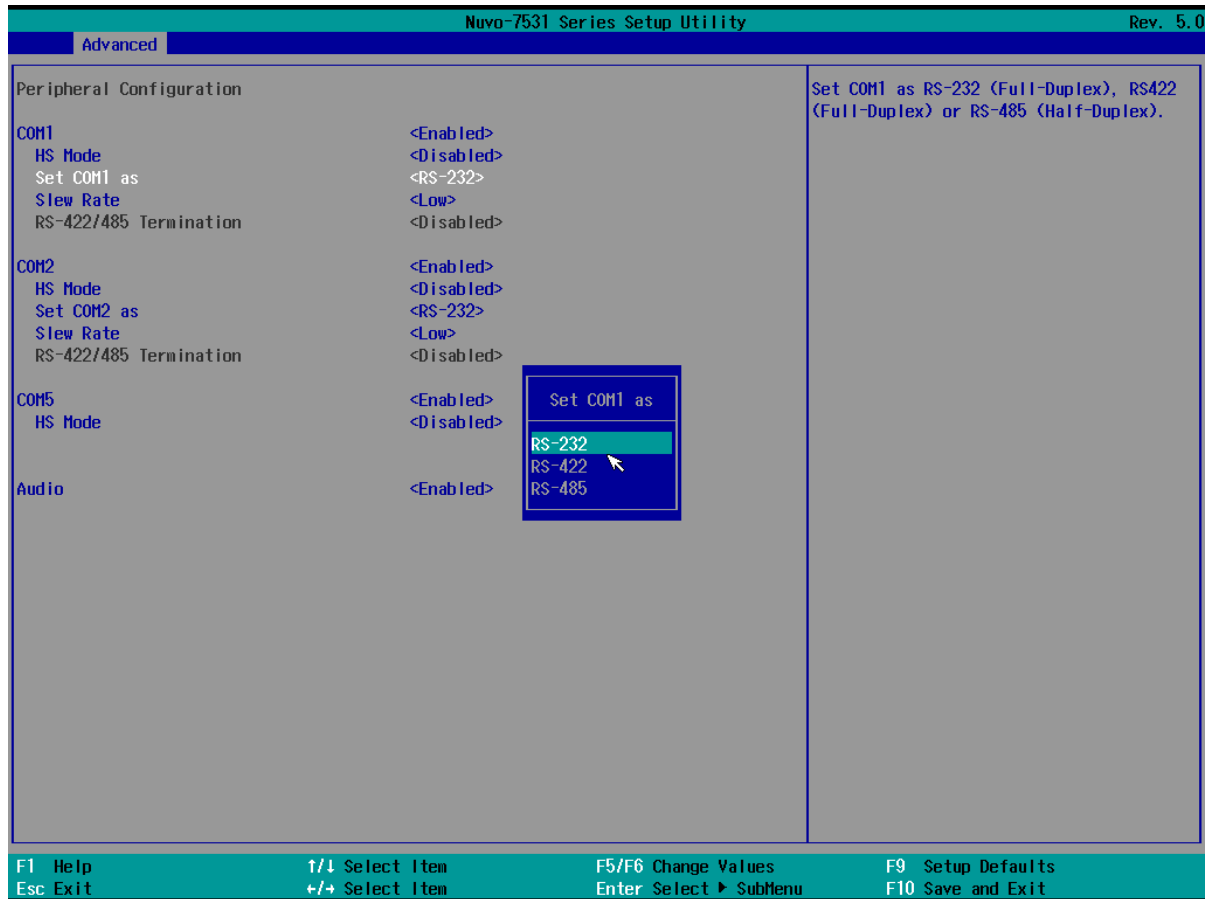 Nuvo-7531 Series Setup Utility Rev. 5.0
Advanced
Peripheral Configuration
COM1 <Enabled>
HS Mode <Disabled>
Set COM1 as <RS-232>
Slew Rate <Low>
RS-422/485 Termination <Disabled>
COM2 <Enabled>
HS Mode <Disabled>
Set COM2 as <RS-232>
Slew Rate <Low>
RS-422/485 Termination <Disabled>
COM5 <Enabled>
HS Mode <Disabled>
Audio <Enabled>
Set COM1 as
RS-232
RS-422
RS-485
Set COM1 as RS-232 (Full-Duplex), RS422
(Full-Duplex) or RS-485 (Half-Duplex).
F1 Help ↑/↓ Select Item F5/F6 Change Values F9 Setup Defaults
Esc Exit ←/→ Select Item Enter Select ▶ SubMenu F10 Save and Exit